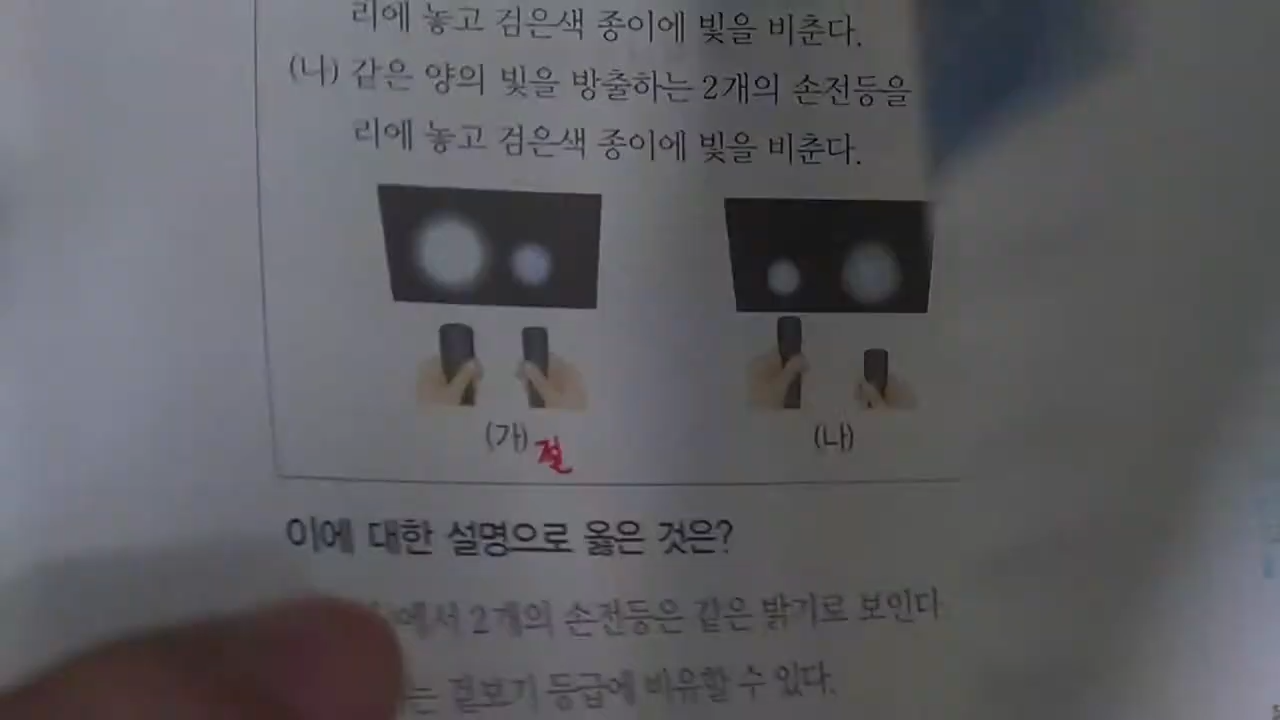 리에 놓고 검은색 종이에 빛을 비춘다.
(나) 같은 양의 빛을 방출하는 2개의 손전등을
리에 놓고 검은색 종이에 빛을 비춘다.
(가) 절
(나)
이에 대한 설명으로 옳은 것은?
에서 2개의 손전등은 같은 밝기로 보인다
는 겉보기 등급에 비유할 수 있다.